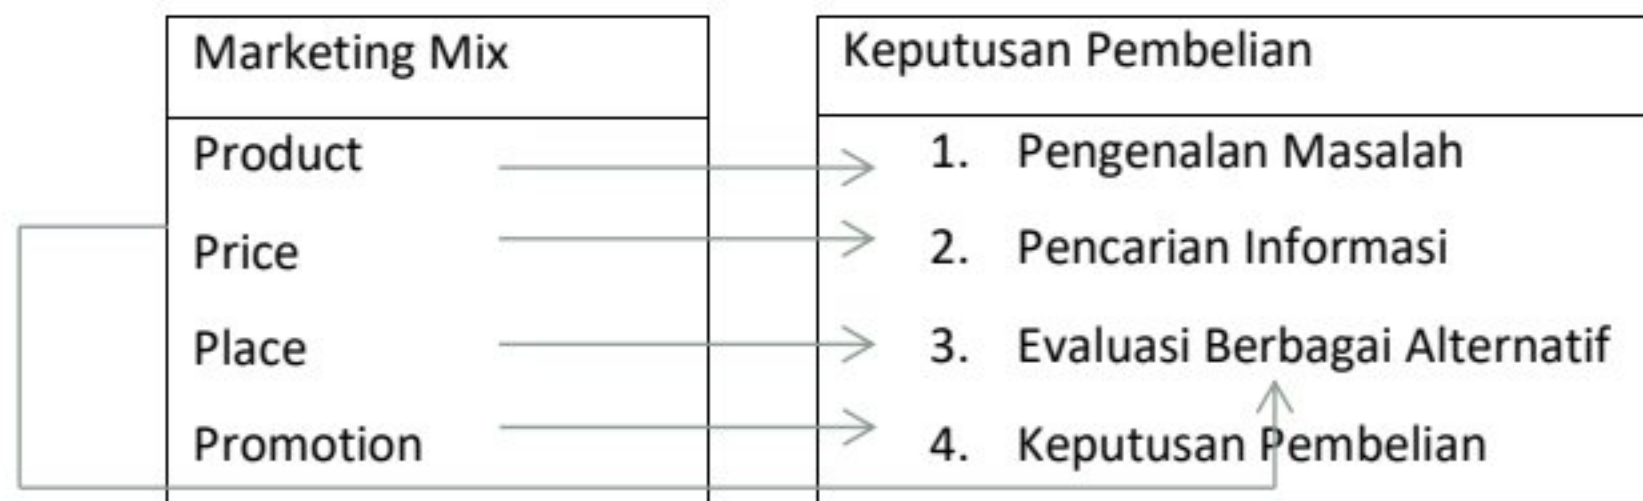 Marketing Mix
Product
Price
Place
Promotion
Keputusan Pembelian
1. Pengenalan Masalah
2. Pencarian Informasi
3. Evaluasi Berbagai Alternatif
4. Keputusan Pembelian